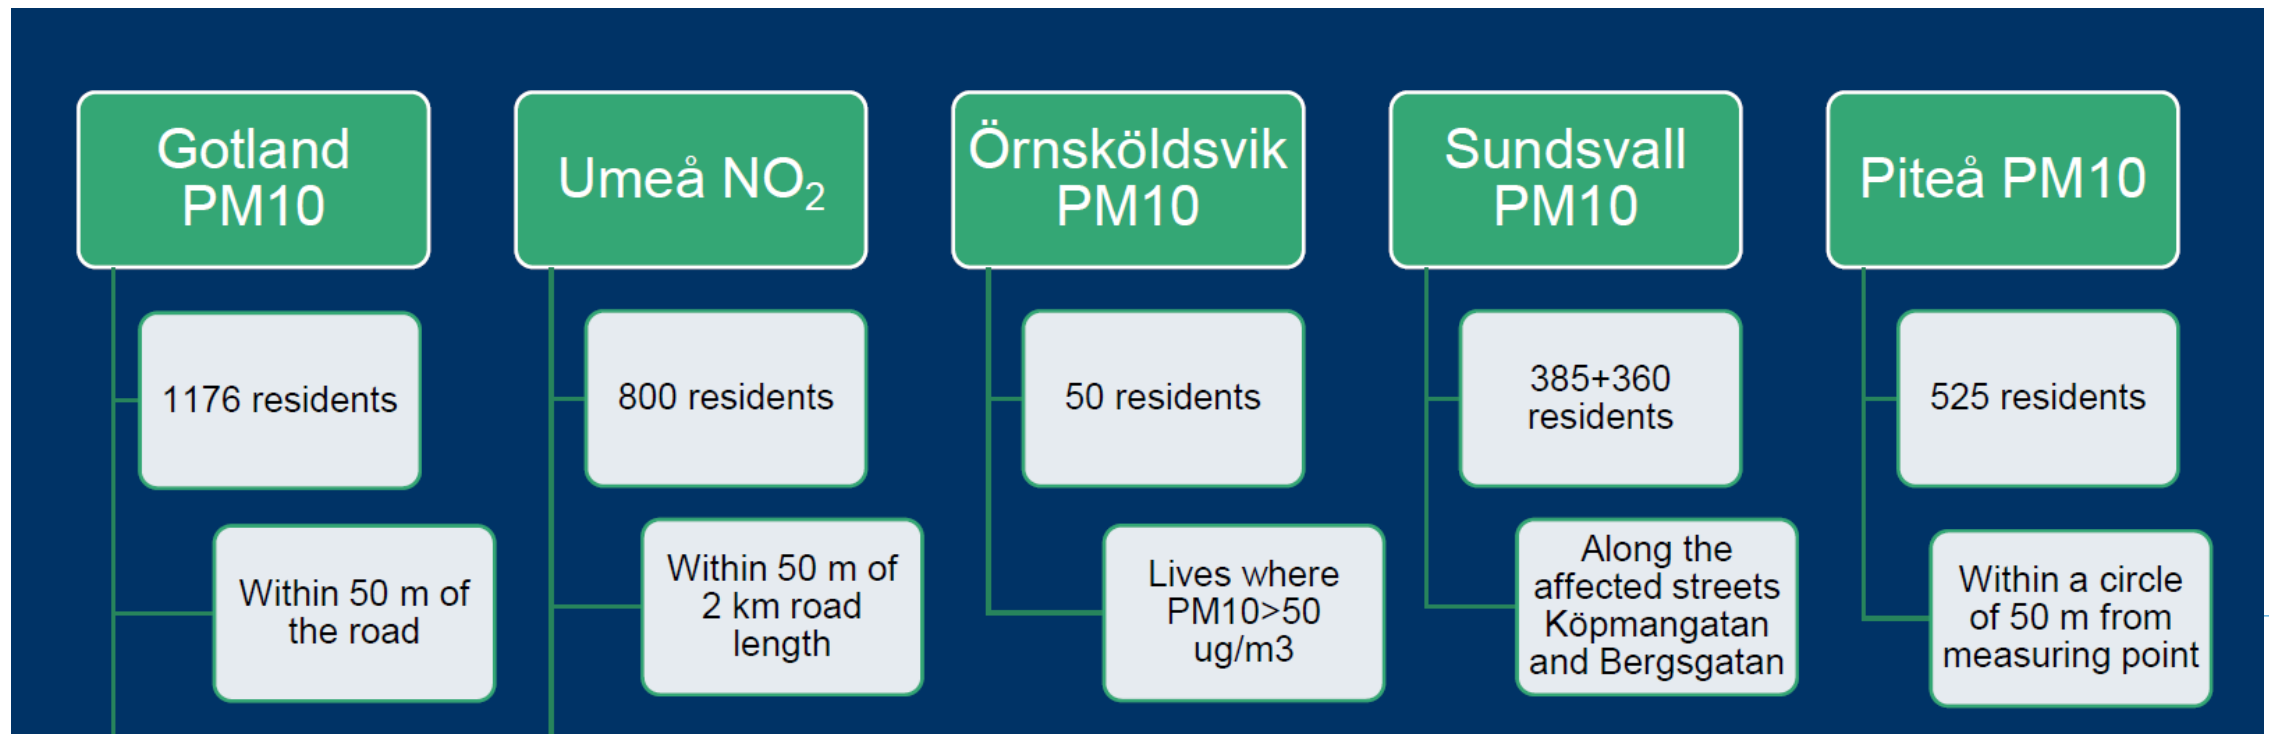 Gotland
PM10
1176 residents
Within 50 m of
the road
Umeå NO₂
800 residents
Within 50 m of
2 km road
length
Örnsköldsvik
PM10
50 residents
Lives where
PM10>50
ug/m3
Sundsvall
PM10
385+360
residents
Along the
affected streets
Köpmangatan
and Bergsgatan
Piteå PM10
525 residents
Within a circle
of 50 m from
measuring point